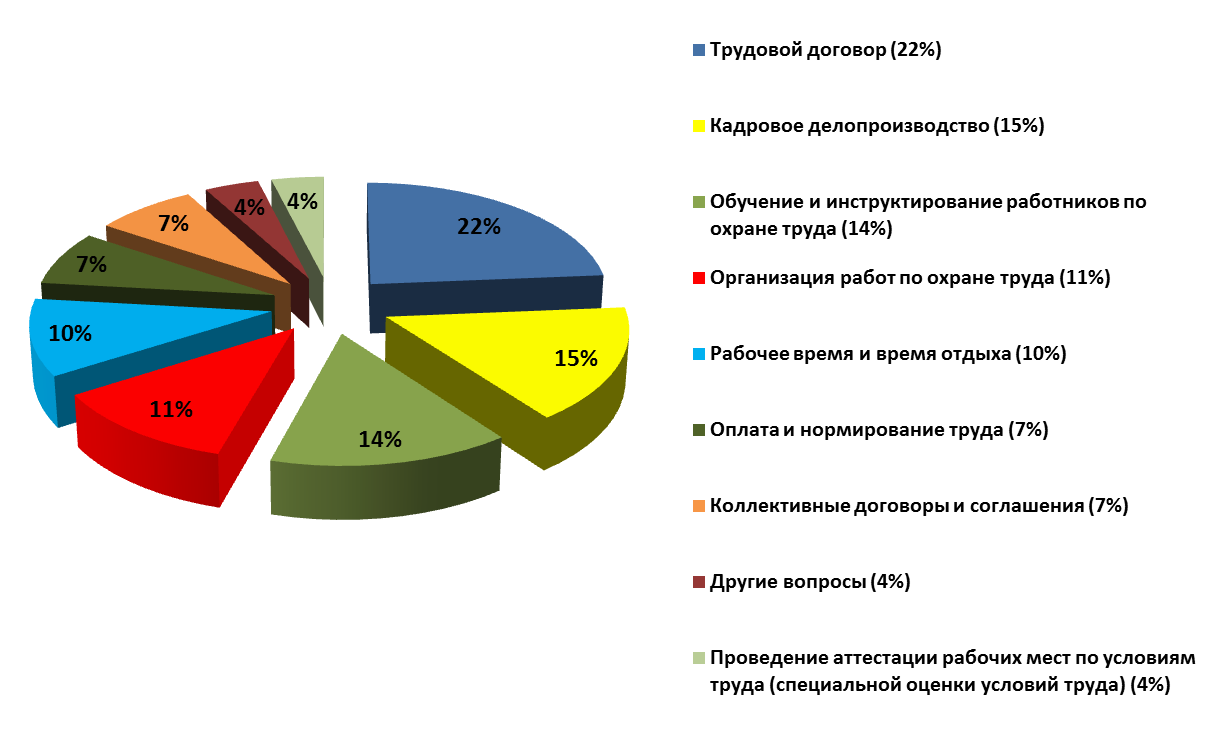 22%
15%
14%
11%
10%
7%
7%
4%
4%
Трудовой договор (22%)
Кадровое делопроизводство (15%)
Обучение и инструктирование работников по
охране труда (14%)
Организация работ по охране труда (11%)
Рабочее время и время отдыха (10%)
Оплата и нормирование труда (7%)
Коллективные договоры и соглашения (7%)
Другие вопросы (4%)
Проведение аттестации рабочих мест по условиям
труда (специальной оценки условий труда) (4%)